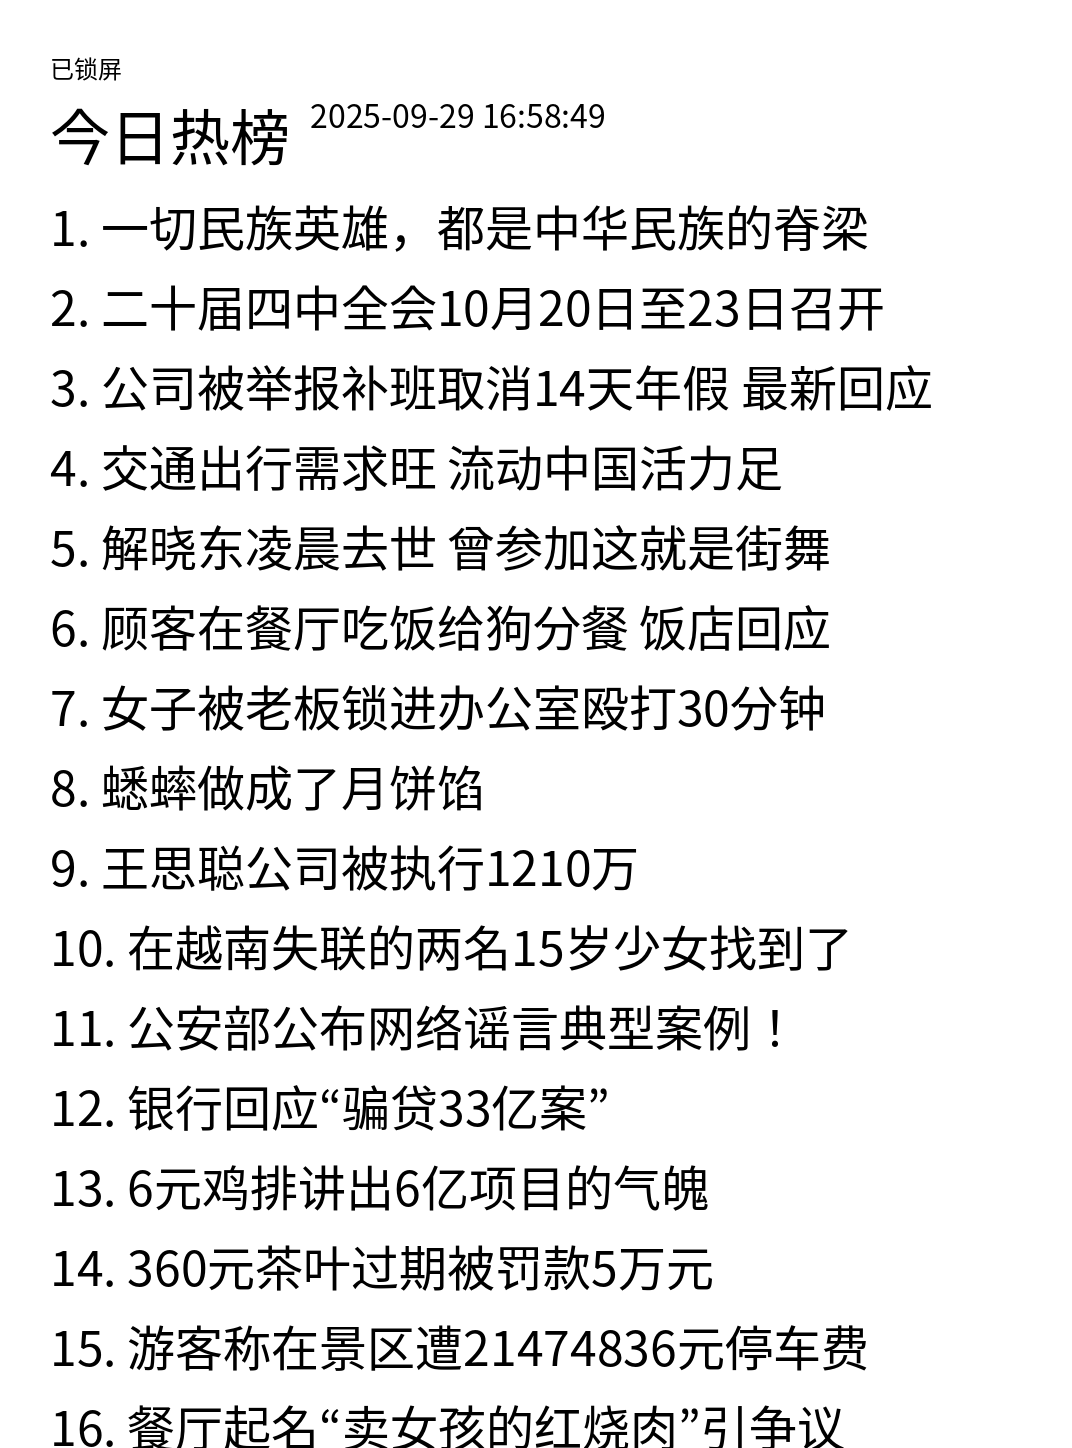 已锁屏
今日热榜 2025-09-29 16:58:49
1. 一切民族英雄，都是中华民族的脊梁
2. 二十届四中全会10月20日至23日召开
3. 公司被举报补班取消14天年假 最新回应
4. 交通出行需求旺 流动中国活力足
5. 解晓东凌晨去世 曾参加这就是街舞
6. 顾客在餐厅吃饭给狗分餐 饭店回应
7. 女子被老板锁进办公室殴打30分钟
8. 蟋蟀做成了月饼馅
9. 王思聪公司被执行1210万
10. 在越南失联的两名15岁少女找到了
11. 公安部公布网络谣言典型案例！
12. 银行回应“骗贷33亿案”
13. 6元鸡排讲出6亿项目的气魄
14. 360元茶叶过期被罚款5万元
15. 游客称在景区遭21474836元停车费
16. 餐厅起名“卖女孩的红烧肉”引争议